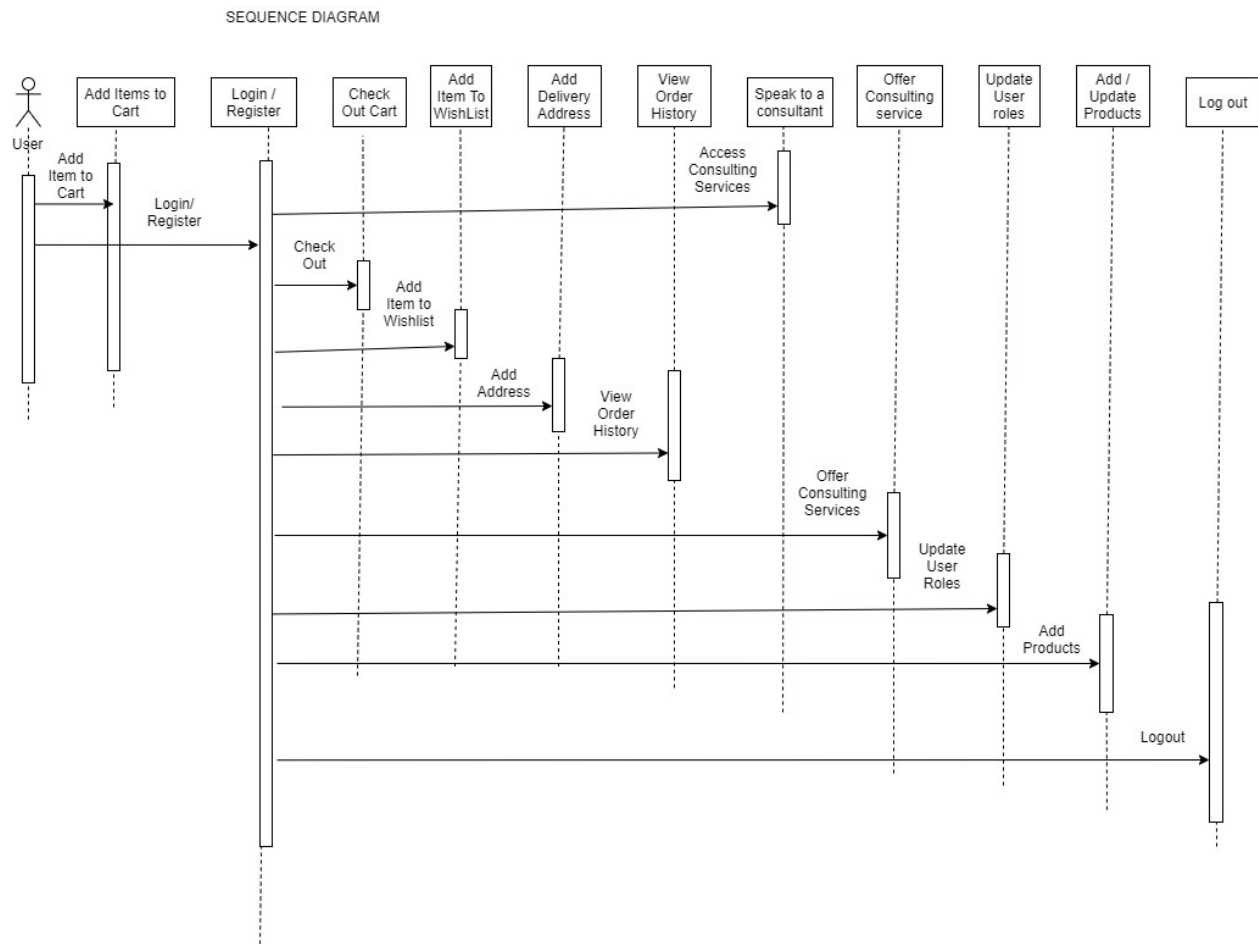 SEQUENCE DIAGRAM
User
Add Items to
Cart
Login /
Register
Check
Out Cart
Add
Item To
WishList
Add
Delivery
Address
View
Order
History
Speak to a
consultant
Offer
Consulting
service
Update
User
roles
Add /
Update
Products
Log out
Add
Item to
Cart
Login/
Register
Access
Consulting
Services
Check
Out
Add
Item to
Wishlist
Add
Address
View
Order
History
Offer
Consulting
Services
Update
User
Roles
Add
Products
Logout